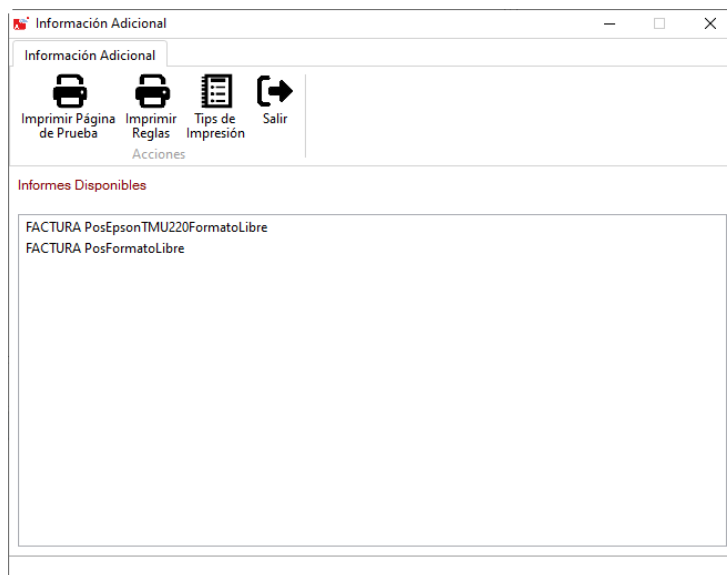 Información Adicional
Información Adicional
Imprimir Página
de Prueba
Imprimir
Reglas
Tips de
Impresión
Salir
Acciones
Informes Disponibles
FACTURA PosEpsonTMU220FormatoLibre
FACTURA PosFormatoLibre